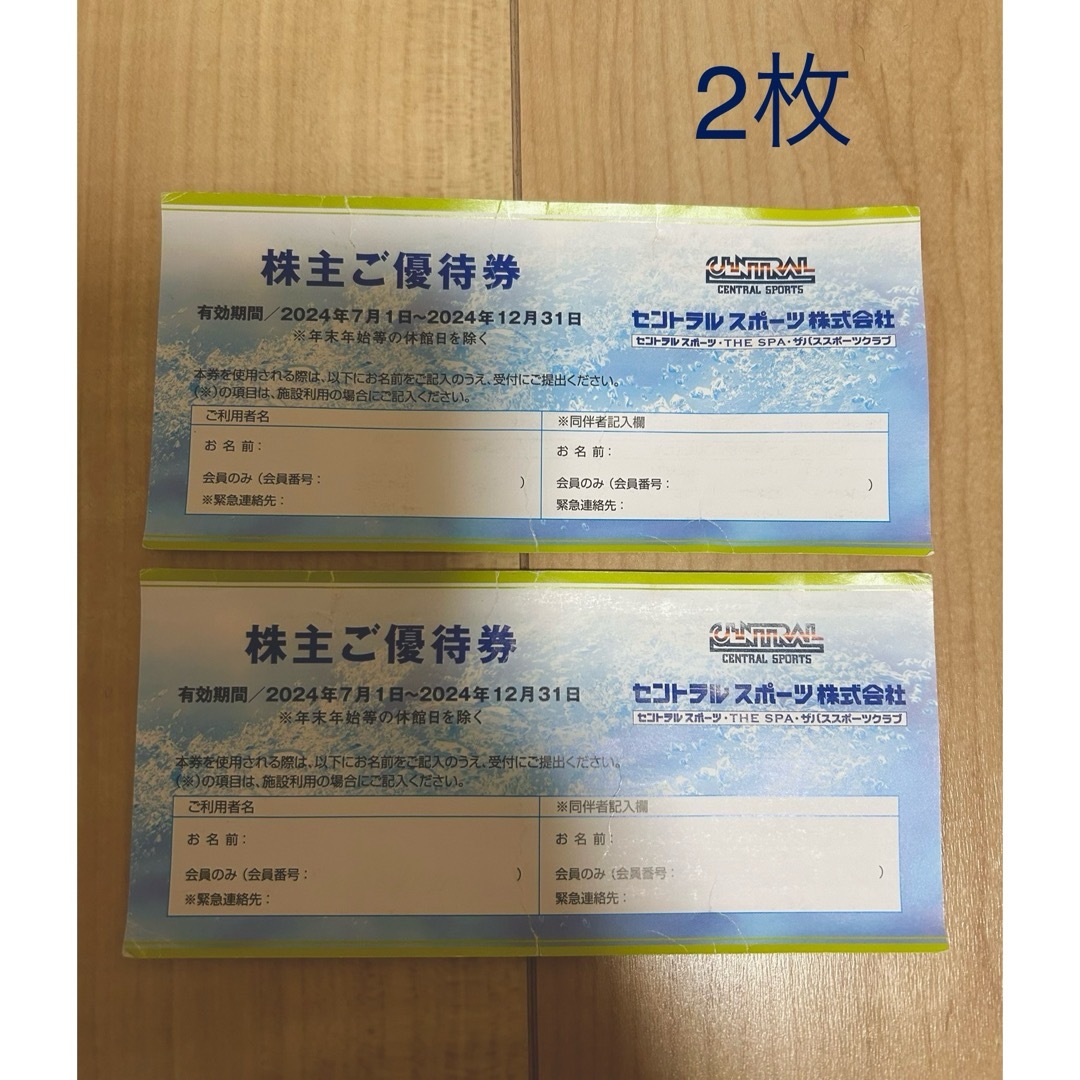 2枚
株主ご優待券
CENTRAL
CENTRAL SPORTS
有効期間／2024年7月1日~2024年12月31日
※年末年始等の休館日を除く
セントラルスポーツ株式会社
セントラルスポーツ・THE SPA・ザバススポーツクラブ
本券を使用される際は、以下にお名前をご記入のうえ、受付にご提出ください。
(※)の項目は、施設利用の場合にご記入ください。
ご利用者名
お 名 前：
会員のみ（会員番号： ）
※緊急連絡先：
※同伴者記入欄
お 名 前：
会員のみ（会員番号： ）
緊急連絡先：
株主ご優待券
CENTRAL
CENTRAL SPORTS
有効期間／2024年7月1日~2024年12月31日
※年末年始等の休館日を除く
セントラルスポーツ株式会社
セントラルスポーツ・THE SPA・ザバススポーツクラブ
本券を使用される際は、以下にお名前をご記入のうえ、受付にご提出ください。
(※)の項目は、施設利用の場合にご記入ください。
ご利用者名
お 名 前：
会員のみ（会員番号： ）
※緊急連絡先：
※同伴者記入欄
お 名 前：
会員のみ（会員番号： ）
緊急連絡先：